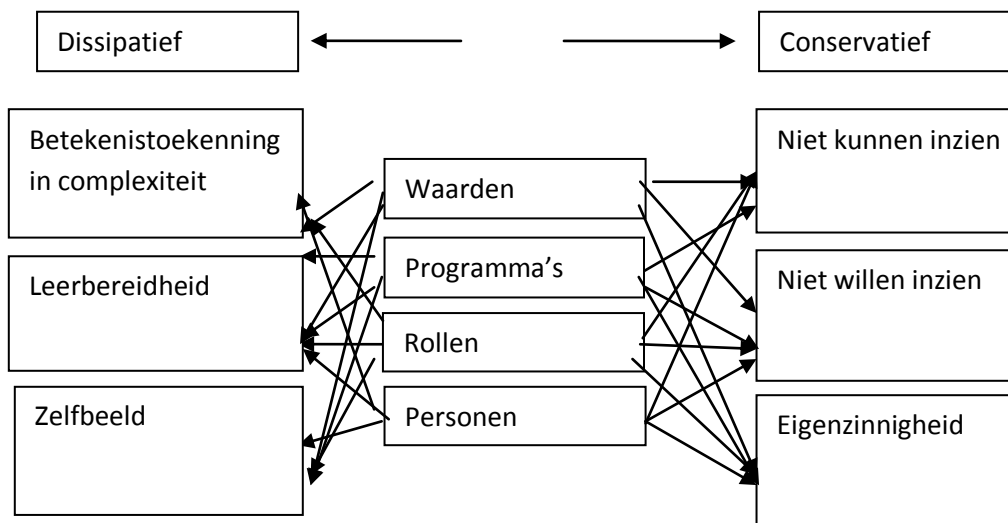 Dissipatief
Conservatief
Betekenistoekenning
in complexiteit
Leerbereidheid
Zelfbeeld
Waarden
Programma’s
Rollen
Personen
Niet kunnen inzien
Niet willen inzien
Eigenzinnigheid